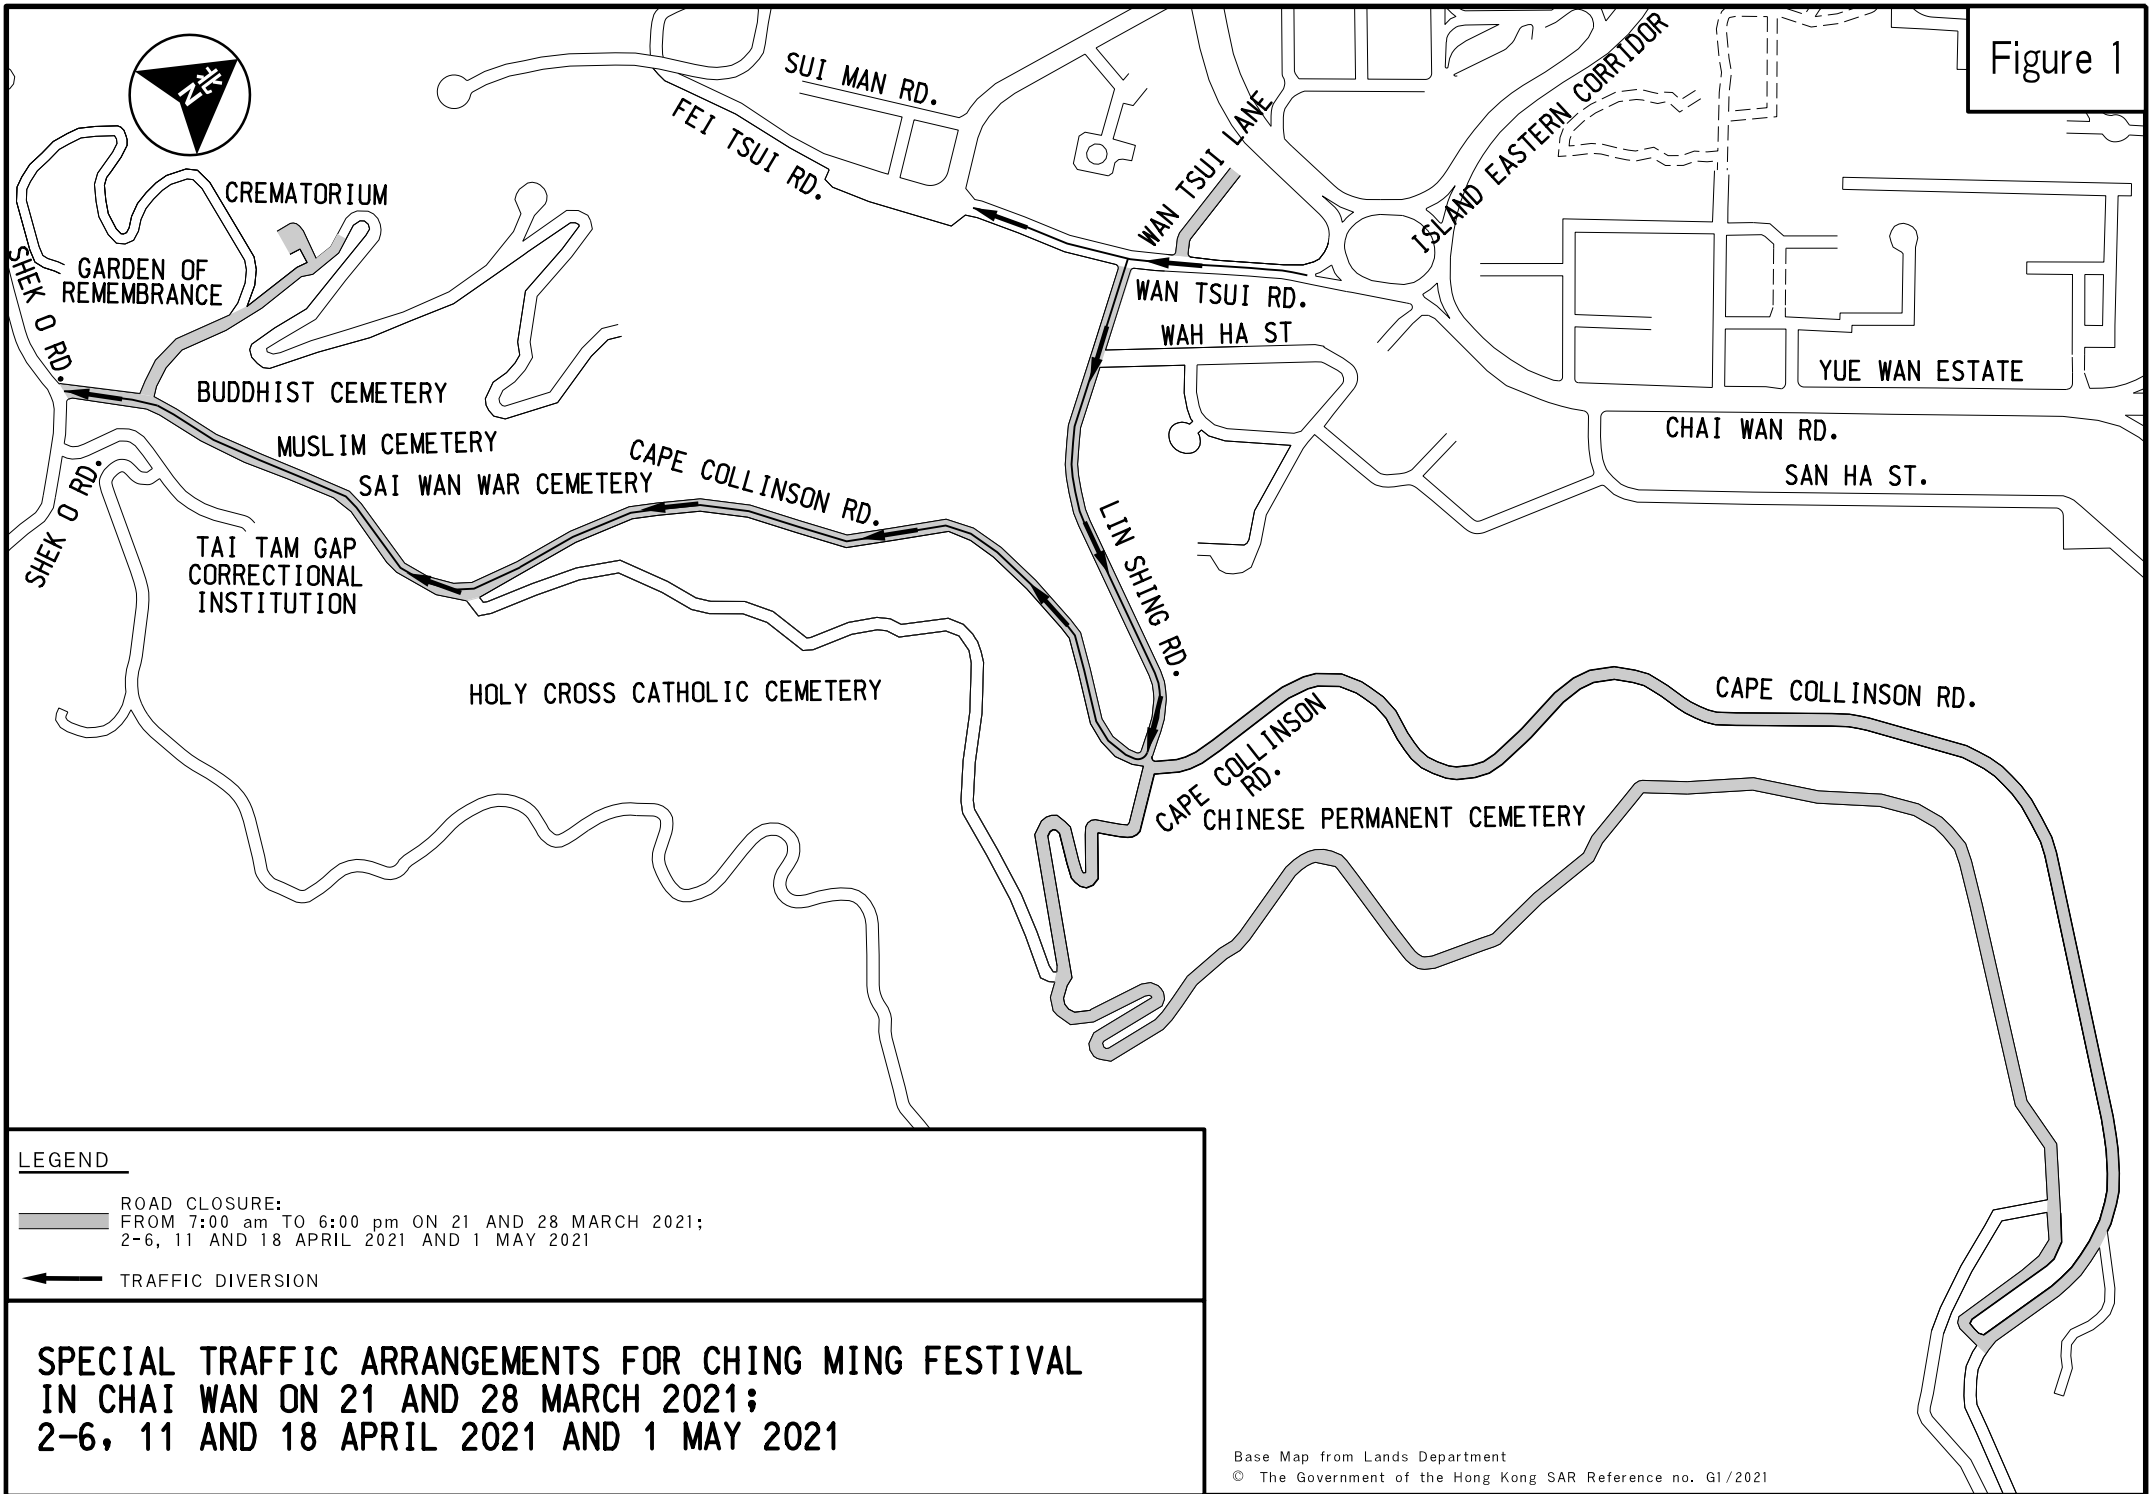 Figure 1
北
N
SUI MAN RD.
FEI TSUI RD.
WAN TSUI LANE
ISLAND EASTERN CORRIDOR
CREMATORIUM
GARDEN OF
REMEMBRANCE
SHEK O RD.
WAN TSUI RD.
WAH HA ST
YUE WAN ESTATE
BUDDHIST CEMETERY
CHAI WAN RD.
MUSLIM CEMETERY
SAI WAN WAR CEMETERY
CAPE COLLINSON RD.
SAN HA ST.
SHEK O RD.
LIN SHING RD.
TAI TAM GAP
CORRECTIONAL
INSTITUTION
HOLY CROSS CATHOLIC CEMETERY
CAPE COLLINSON RD.
CAPE COLLINSON
RD.
CHINESE PERMANENT CEMETERY
LEGEND
ROAD CLOSURE:
FROM 7:00 am TO 6:00 pm ON 21 AND 28 MARCH 2021;
2-6, 11 AND 18 APRIL 2021 AND 1 MAY 2021
TRAFFIC DIVERSION
SPECIAL TRAFFIC ARRANGEMENTS FOR CHING MING FESTIVAL
IN CHAI WAN ON 21 AND 28 MARCH 2021;
2-6, 11 AND 18 APRIL 2021 AND 1 MAY 2021
Base Map from Lands Department
© The Government of the Hong Kong SAR Reference no. G1/2021